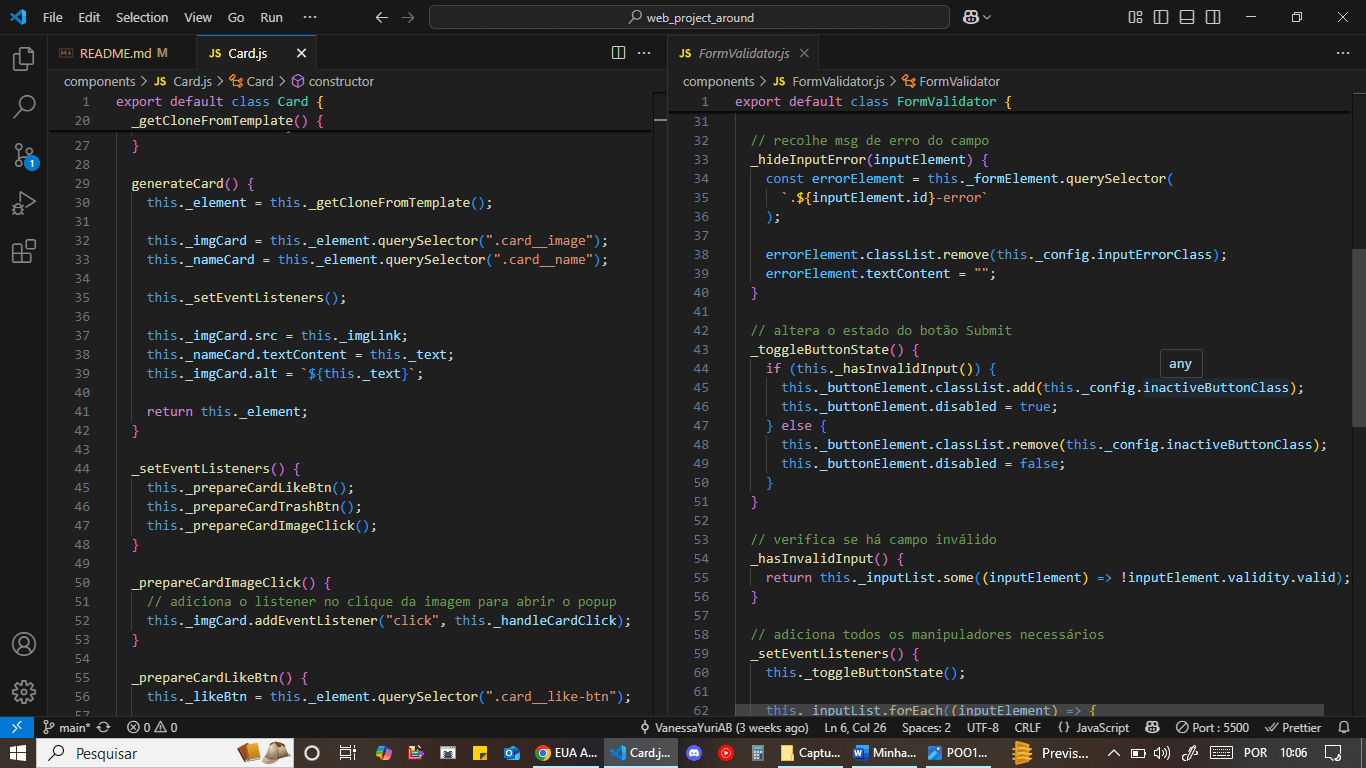 File Edit Selection View Go Run ···
web_project_around
README.md M
JS Card.js
JS FormValidator.js
components > JS Card.js > Card > constructor
1 export default class Card {
20 _getCloneFromTemplate() {
27 }
28
29 generateCard() {
30 this._element = this._getCloneFromTemplate();
31
32 this._imgCard = this._element.querySelector(".card__image");
33 this._nameCard = this._element.querySelector(".card__name");
34
35 this._setEventListeners();
36
37 this._imgCard.src = this._imgLink;
38 this._nameCard.textContent = this._text;
39 this._imgCard.alt = `${this._text}`;
40
41 return this._element;
42 }
43
44 _setEventListeners() {
45 this._prepareCardLikeBtn();
46 this._prepareCardTrashBtn();
47 this._prepareCardImageClick();
48 }
49
50 _prepareCardImageClick() {
51 // adiciona o listener no clique da imagem para abrir o popup
52 this._imgCard.addEventListener("click", this._handleCardClick);
53 }
54
55 _prepareCardLikeBtn() {
56 this._likeBtn = this._element.querySelector(".card__like-btn");
57
components > JS FormValidator.js > FormValidator
1 export default class FormValidator {
31
32 // recolhe msg de erro do campo
33 _hideInputError(inputElement) {
34 const errorElement = this._formElement.querySelector(
35 `.${inputElement.id}-error`
36 );
37
38 errorElement.classList.remove(this._config.inputErrorClass);
39 errorElement.textContent = "";
40 }
41
42 // altera o estado do botão Submit
43 _toggleButtonState() {
any
44 if (this._hasInvalidInput()) {
45 this._buttonElement.classList.add(this._config.inactiveButtonClass);
46 this._buttonElement.disabled = true;
47 } else {
48 this._buttonElement.classList.remove(this._config.inactiveButtonClass);
49 this._buttonElement.disabled = false;
50 }
51 }
52
53 // verifica se há campo inválido
54 _hasInvalidInput() {
55 return this._inputList.some((inputElement) => !inputElement.validity.valid);
56 }
57
58 // adiciona todos os manipuladores necessários
59 _setEventListeners() {
60 this._toggleButtonState();
61
62 this._inputList.forEach((inputElement) => {
1
main* 0 0 VanessaYuriAB (3 weeks ago) Ln 6, Col 26 Spaces: 2 UTF-8 CRLF {} JavaScript Port : 5500 Prettier
Pesquisar EUA A... Card.j... Captu... Minha... POO1... Previs... POR 10:06